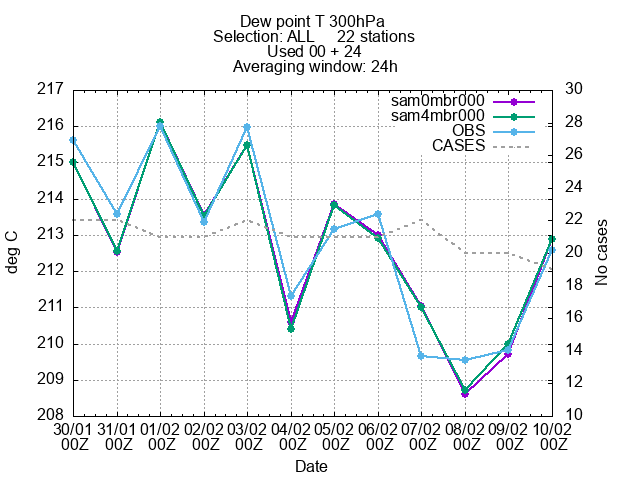 Dew point T 300hPa
Selection: ALL 22 stations
Used 00 + 24
Averaging window: 24h
217 30
sam0mbr000
216 28
sam4mbr000
OBS
CASES
215 26
24
214
22
213
20
212
18
211
16
210
14
209 12
208 10
deg C
No cases
30/01 31/01 01/02 02/02 03/02 04/02 05/02 06/02 07/02 08/02 09/02 10/02
00Z 00Z 00Z 00Z 00Z 00Z 00Z 00Z 00Z 00Z 00Z 00Z
Date